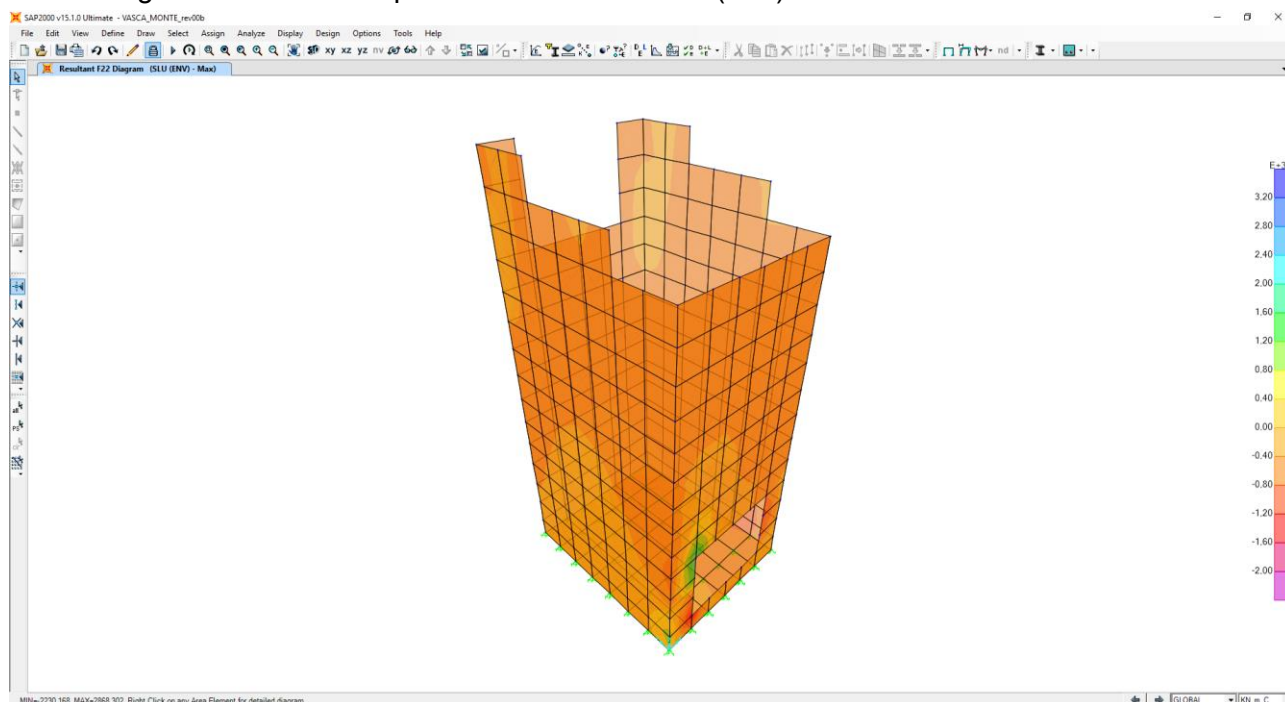 SAP2000 v15.1.0 Ultimate - VASCA_MONTE_rev00b
File Edit View Define Draw Select Assign Analyze Display Design Options Tools Help
xy xz yz nv
nd
Resultant F22 Diagram (SLU (ENV) - Max)
E+3
3.20
2.80
2.40
2.00
1.60
1.20
0.80
0.40
0.00
-0.40
-0.80
-1.20
-1.60
-2.00
MIN=-2230.168, MAX=2868.302, Right Click on any Area Element for detailed diagram
GLOBAL
KN, m, C